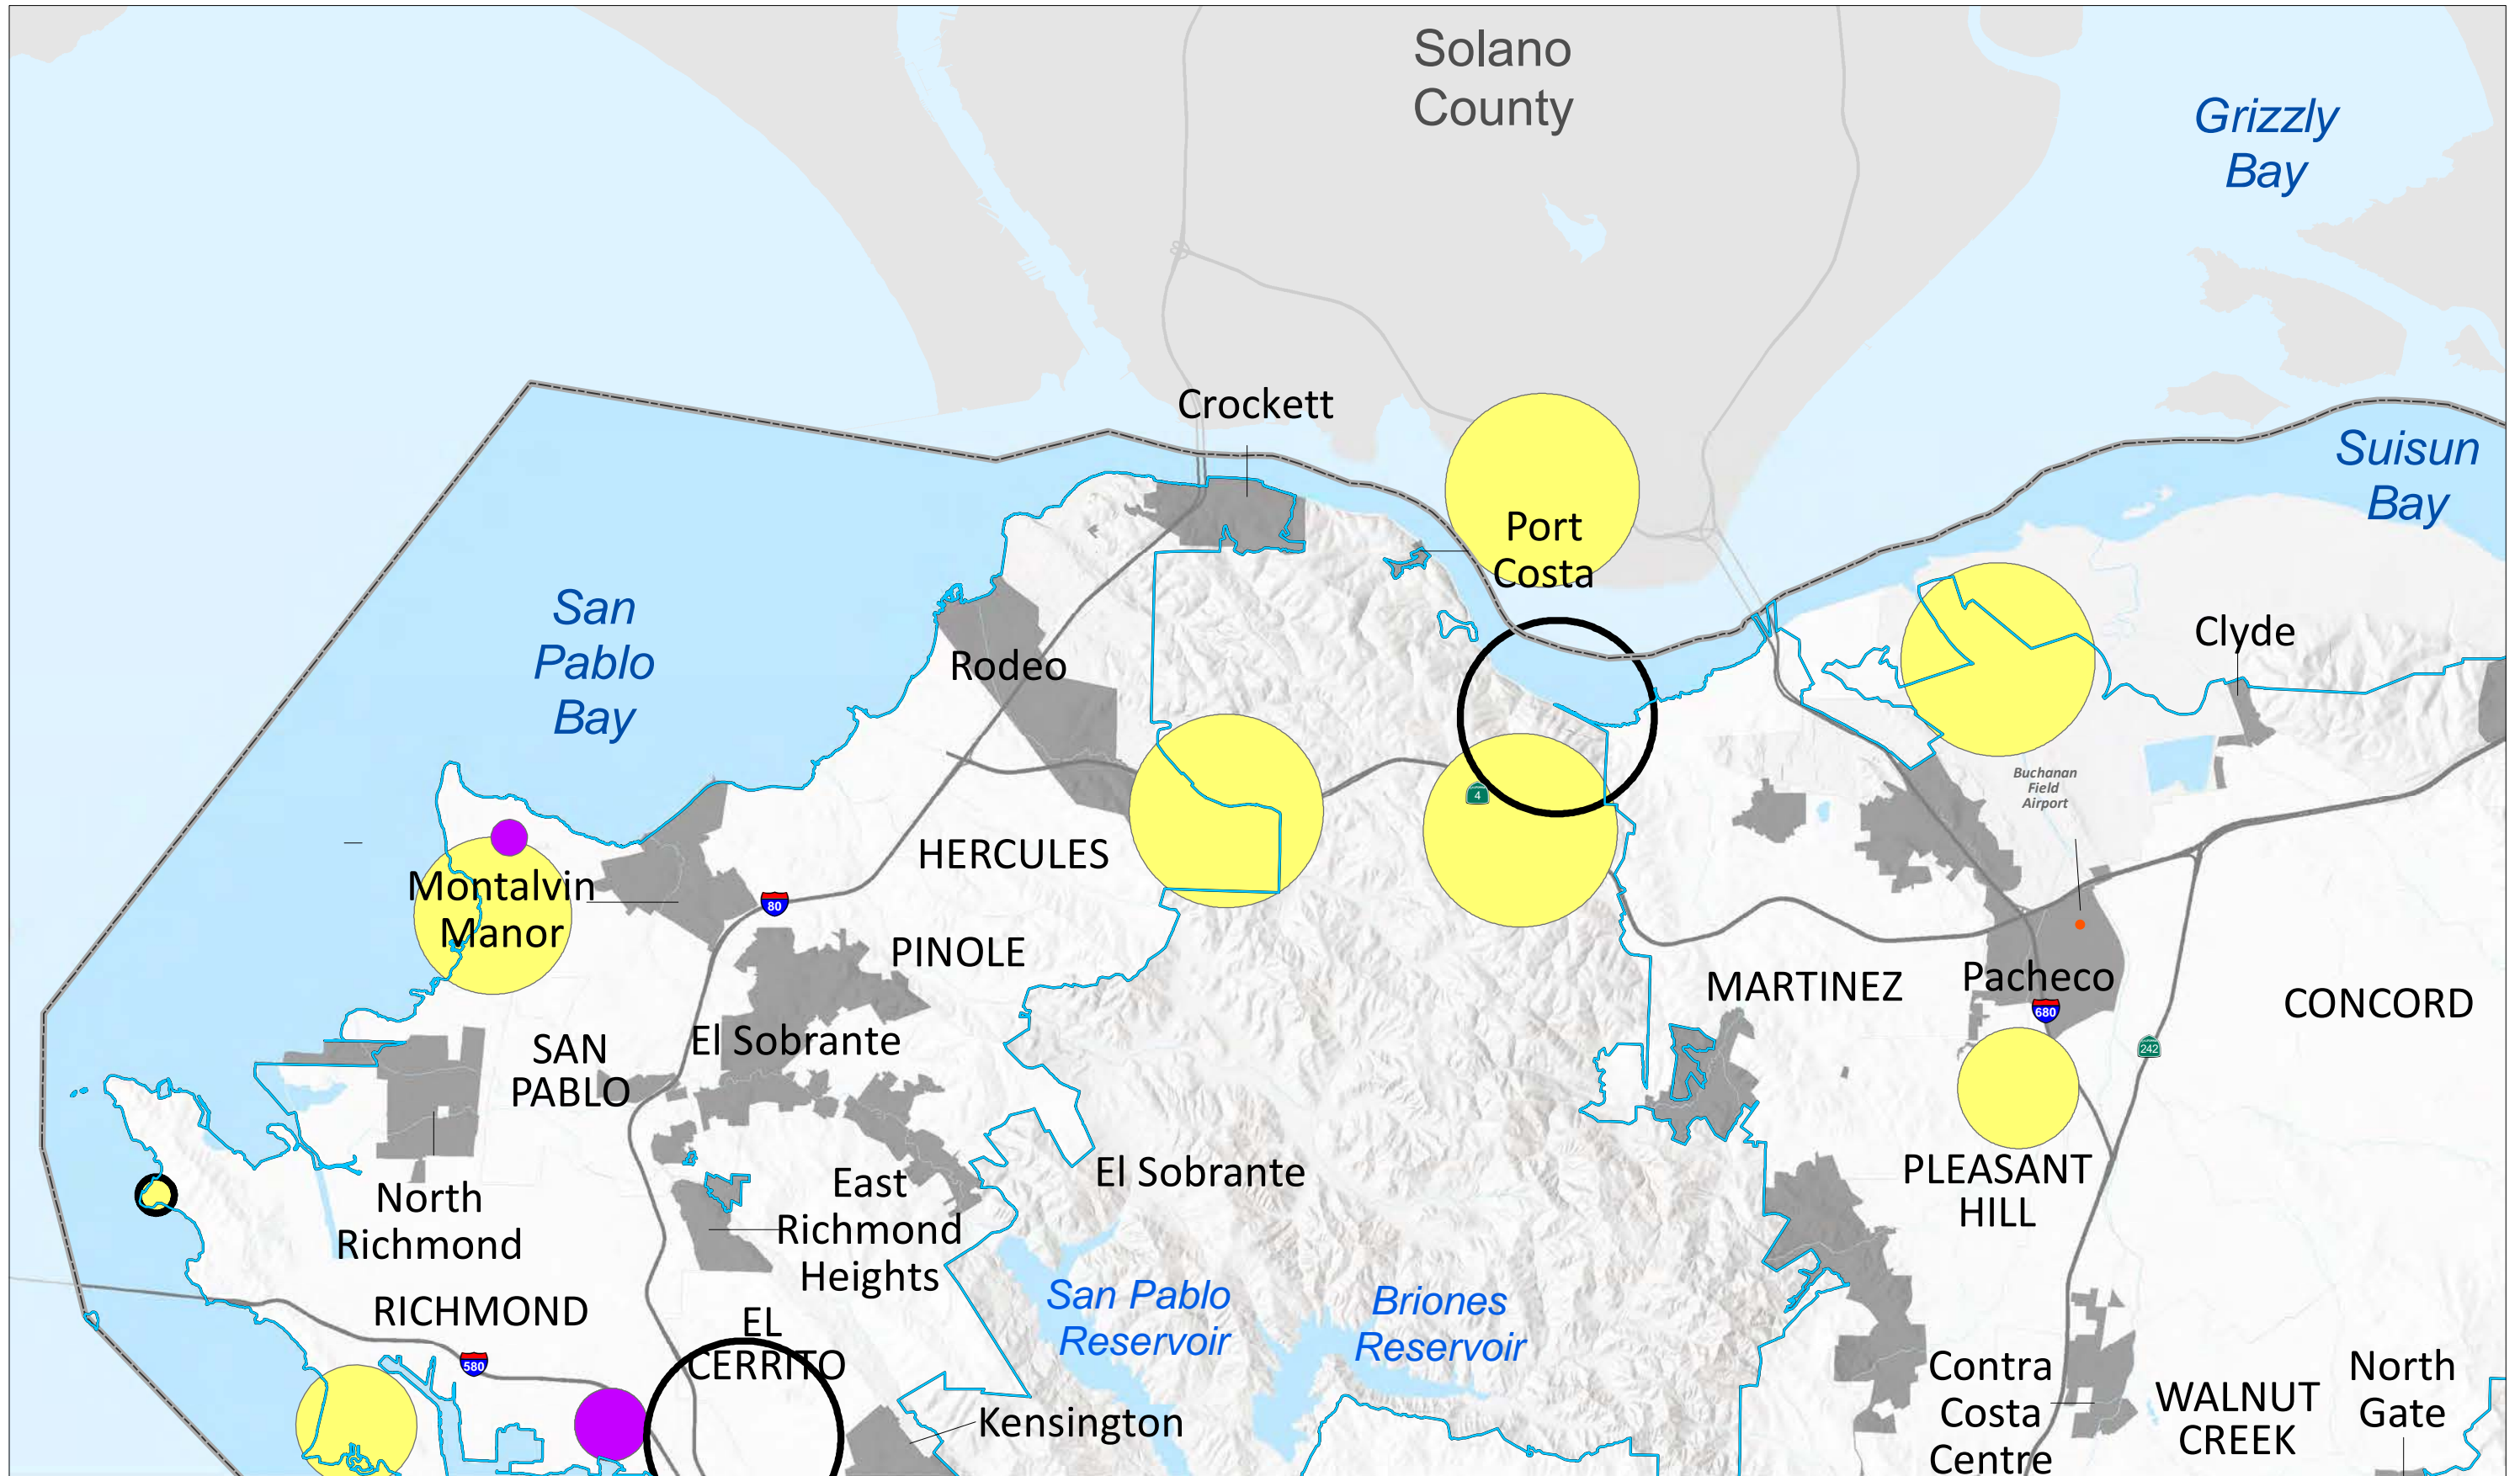 Solano
County
Grizzly
Bay
Crockett
Suisun
Bay
Port
Costa
San
Pablo
Bay
Rodeo
Clyde
Buchanan
Field
Airport
4
HERCULES
Montalvin
Manor
80
PINOLE
MARTINEZ
Pacheco
680
CONCORD
SAN
PABLO
El Sobrante
242
El Sobrante
PLEASANT
HILL
North
Richmond
East
Richmond
Heights
San Pablo
Reservoir
Briones
Reservoir
RICHMOND
EL
CERRITO
580
Kensington
Contra
Costa
Centre
WALNUT
CREEK
North
Gate